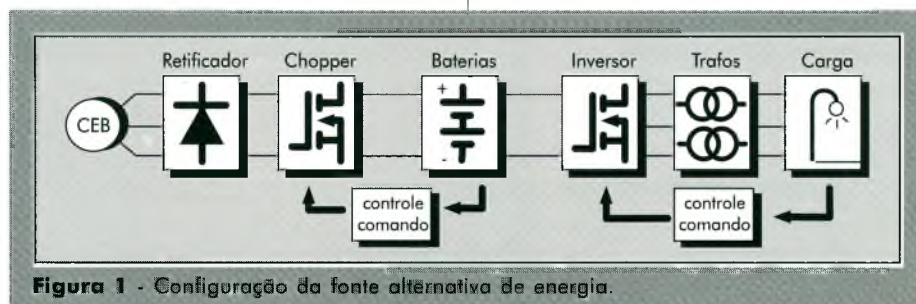 Retificador Chopper Baterias Inversor Trafos Carga
CEB
+
-
controle
comando
controle
comando
Figura 1 - Configuração da fonte alternativa de energia.